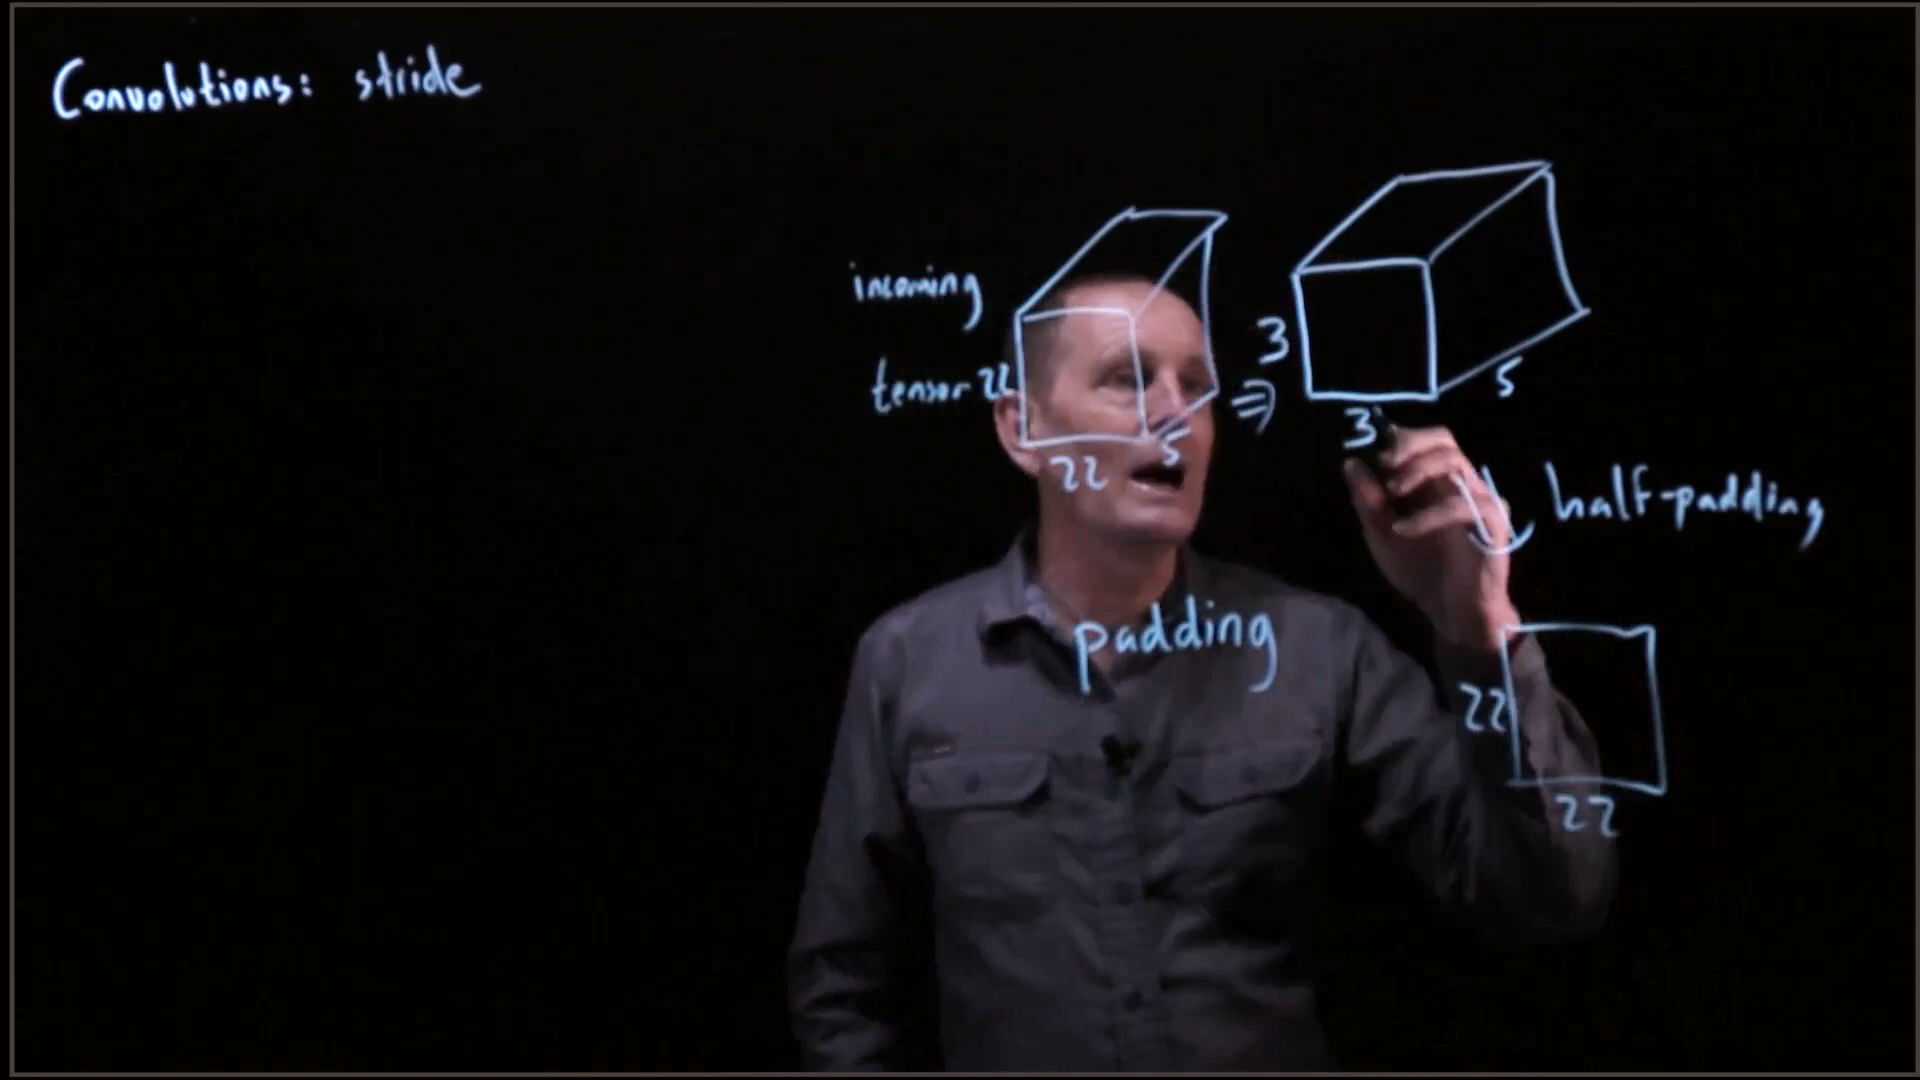 Convolutions: stride
incoming
tensor 22
22
5
⇒
3
3
5
half-padding
padding
22
22